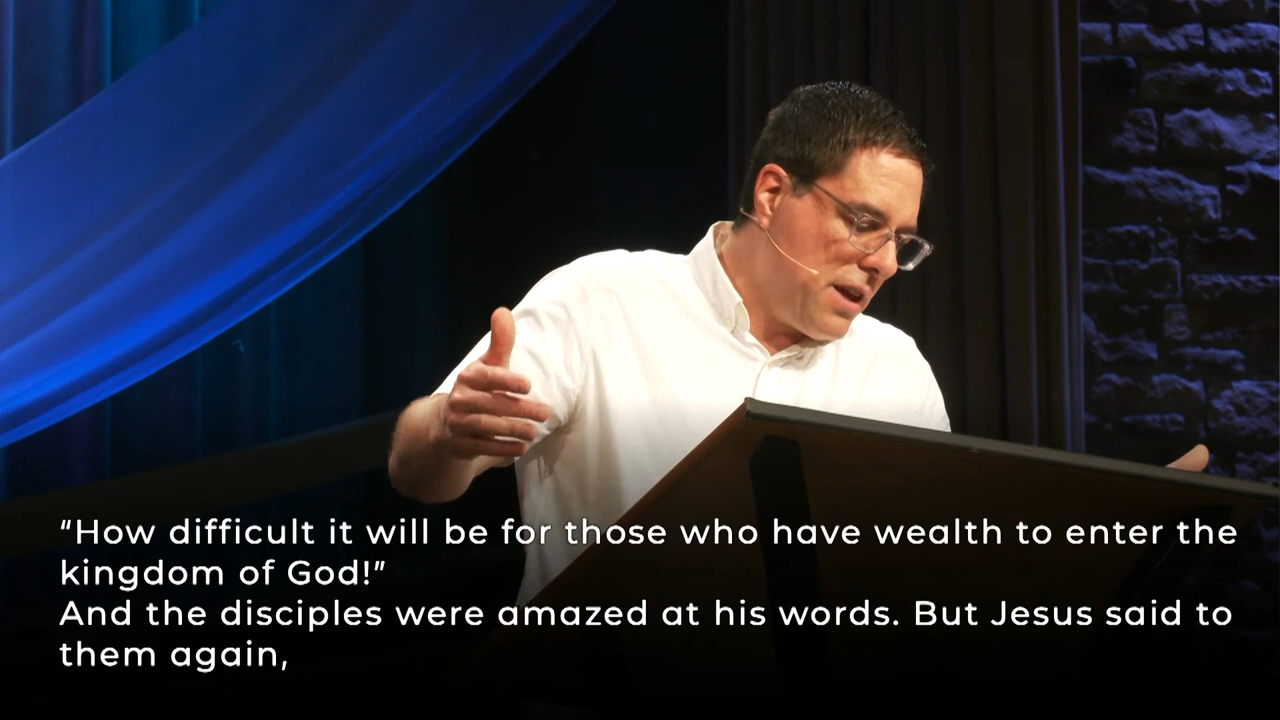 “How difficult it will be for those who have wealth to enter the
kingdom of God!”
And the disciples were amazed at his words. But Jesus said to
them again,